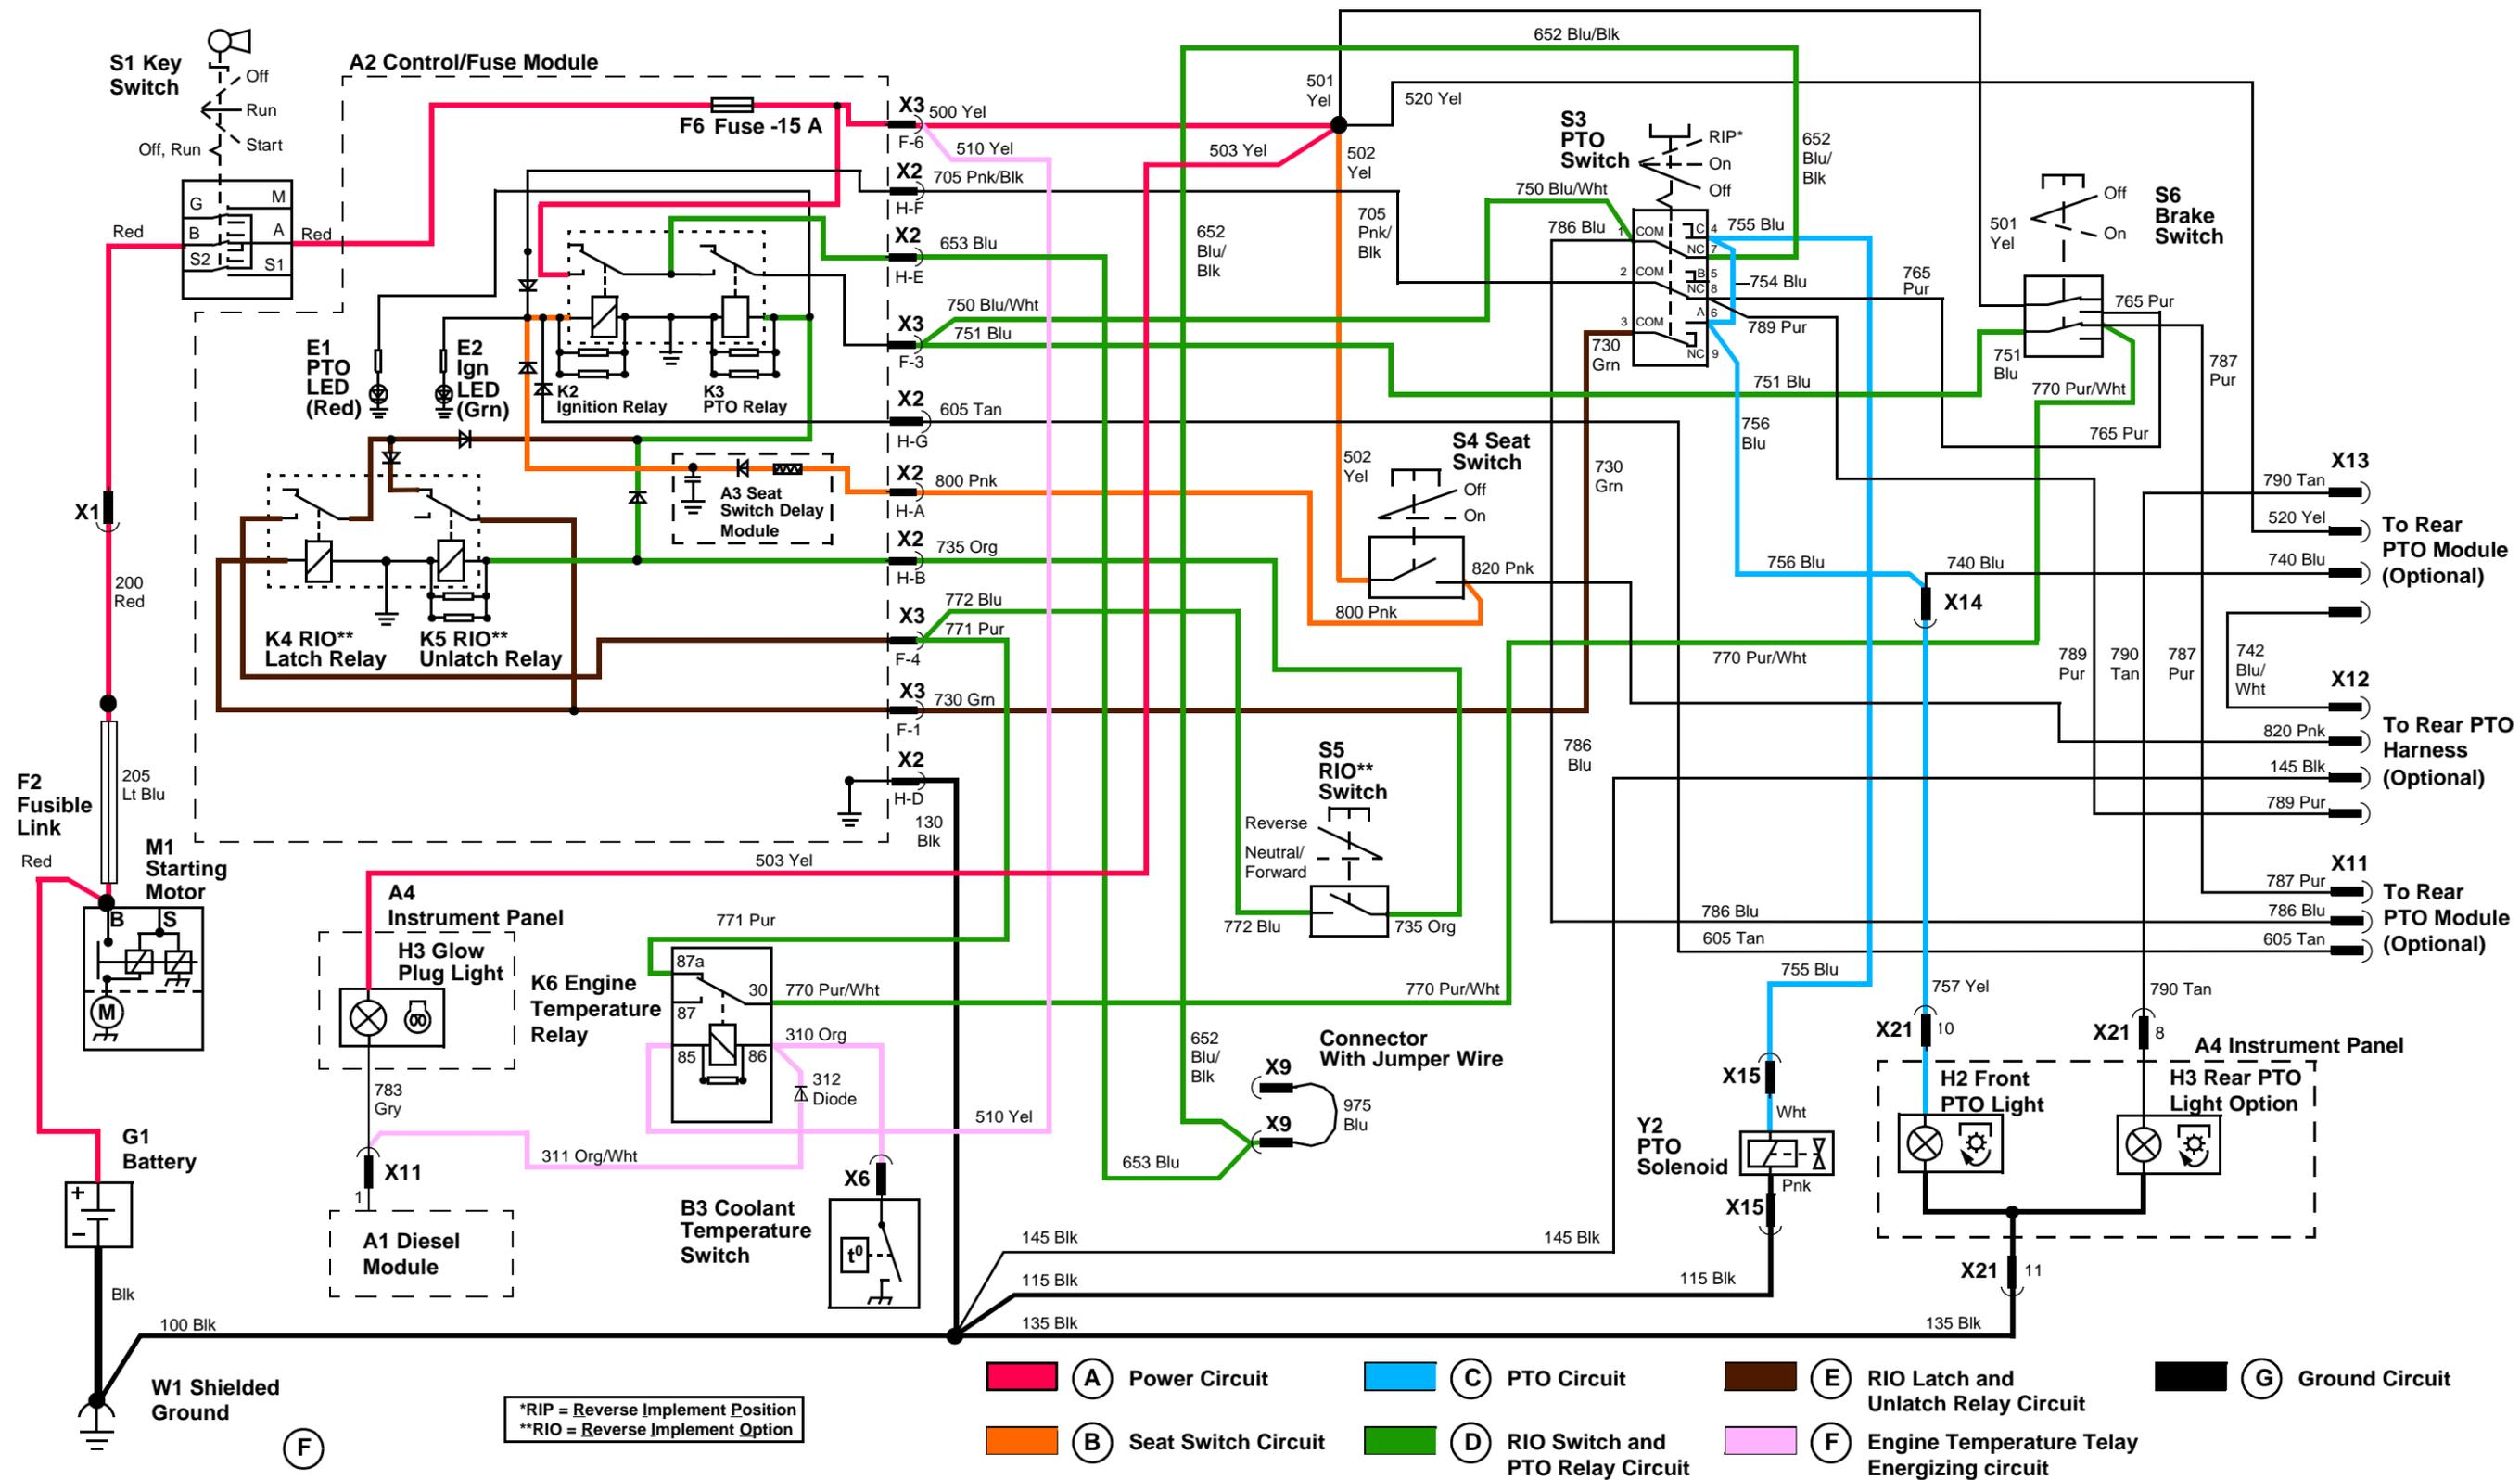 652 Blu/Blk
S1 Key
Switch
Off
Run
Start
Off, Run
A2 Control/Fuse Module
501
Yel
520 Yel
X3
500 Yel
F-6
F6 Fuse -15 A
510 Yel
503 Yel
502
Yel
S3
PTO
Switch
RIP*
On
Off
652
Blu/
Blk
X2
705 Pnk/Blk
H-F
705
Pnk/
Blk
750 Blu/Wht
786 Blu
S6
Brake
Switch
Off
On
501
Yel
G
M
B
A
S2
S1
Red
Red
X2
653 Blu
H-E
652
Blu/
Blk
1
COM
C
4
NC
7
2
COM
B
5
NC
8
A
6
3
COM
NC
9
755 Blu
754 Blu
765
Pur
789 Pur
765 Pur
X3
750 Blu/Wht
751 Blu
F-3
730
Grn
751
Blu
770 Pur/Wht
787
Pur
E1
PTO
LED
(Red)
E2
Ign
LED
(Grn)
K2
Ignition Relay
K3
PTO Relay
751 Blu
X2
605 Tan
H-G
756
Blu
765 Pur
A3 Seat
Switch Delay
Module
X2
800 Pnk
H-A
502
Yel
S4 Seat
Switch
Off
On
730
Grn
X13
790 Tan
520 Yel
740 Blu
To Rear
PTO Module
(Optional)
X1
X2
735 Org
H-B
820 Pnk
800 Pnk
756 Blu
740 Blu
X14
200
Red
X3
772 Blu
771 Pur
F-4
K4 RIO**
Latch Relay
K5 RIO**
Unlatch Relay
770 Pur/Wht
789
Pur
790
Tan
787
Pur
742
Blu/
Wht
X12
820 Pnk
145 Blk
789 Pur
To Rear PTO
Harness
(Optional)
X3
730 Grn
F-1
X2
H-D
130
Blk
S5
RIO**
Switch
Reverse
Neutral/
Forward
772 Blu
735 Org
786
Blu
F2
Fusible
Link
205
Lt Blu
Red
M1
Starting
Motor
B
S
M
503 Yel
A4
Instrument Panel
H3 Glow
Plug Light
771 Pur
X11
787 Pur
786 Blu
605 Tan
To Rear
PTO Module
(Optional)
786 Blu
605 Tan
K6 Engine
Temperature
Relay
87a
30
87
85
86
770 Pur/Wht
770 Pur/Wht
310 Org
312
Diode
510 Yel
755 Blu
757 Yel
790 Tan
X21
10
X21
8
A4 Instrument Panel
652
Blu/
Blk
Connector
With Jumper Wire
X9
X9
975
Blu
653 Blu
X15
Wht
Y2
PTO
Solenoid
Pnk
X15
H2 Front
PTO Light
H3 Rear PTO
Light Option
783
Gry
311 Org/Wht
X11
1
A1 Diesel
Module
G1
Battery
+
−
Blk
X6
B3 Coolant
Temperature
Switch
t⁰
145 Blk
145 Blk
115 Blk
115 Blk
X21
11
100 Blk
135 Blk
135 Blk
W1 Shielded
Ground
F
*RIP = Reverse Implement Position
**RIO = Reverse Implement Option
A Power Circuit
B Seat Switch Circuit
C PTO Circuit
D RIO Switch and
PTO Relay Circuit
E RIO Latch and
Unlatch Relay Circuit
F Engine Temperature Telay
Energizing circuit
G Ground Circuit